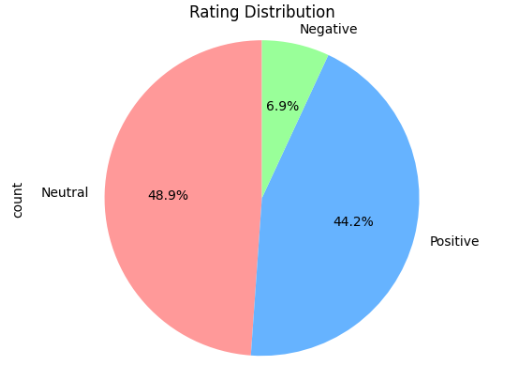 Rating Distribution
Negative
6.9%
Neutral
48.9%
count
44.2%
Positive